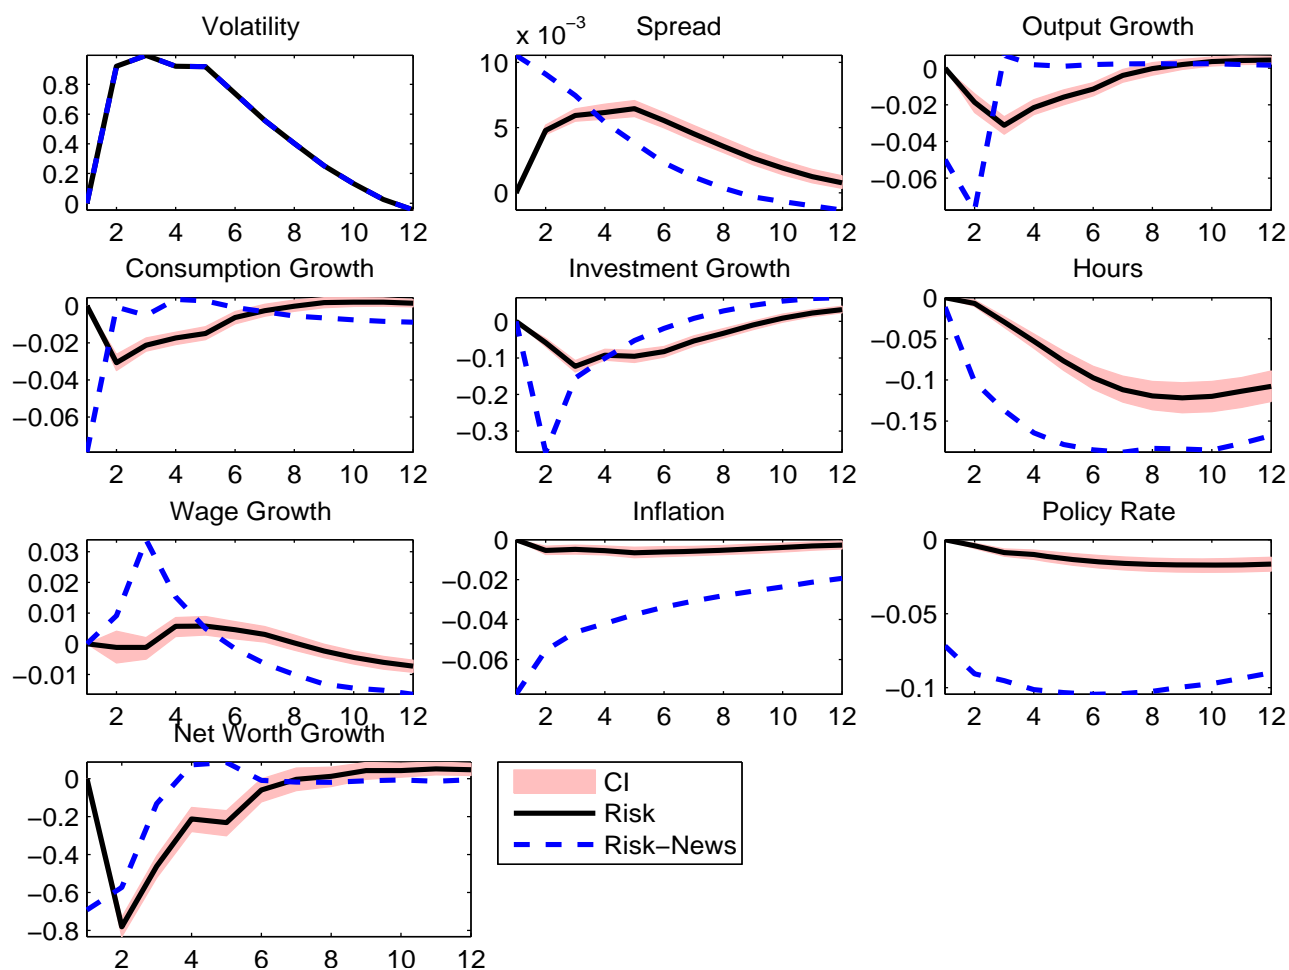 Volatility
0.8
0.6
0.4
0.2
0
2 4 6 8 10 12
x 10−3
Spread
10
5
0
2 4 6 8 10 12
Output Growth
0
−0.02
−0.04
−0.06
2 4 6 8 10 12
Consumption Growth
0
−0.02
−0.04
−0.06
2 4 6 8 10 12
Investment Growth
0
−0.1
−0.2
−0.3
2 4 6 8 10 12
Hours
0
−0.05
−0.1
−0.15
2 4 6 8 10 12
Wage Growth
0.03
0.02
0.01
0
−0.01
2 4 6 8 10 12
Inflation
0
−0.02
−0.04
−0.06
2 4 6 8 10 12
Policy Rate
0
−0.05
−0.1
2 4 6 8 10 12
Net Worth Growth
0
−0.2
−0.4
−0.6
−0.8
2 4 6 8 10 12
CI
Risk
Risk−News